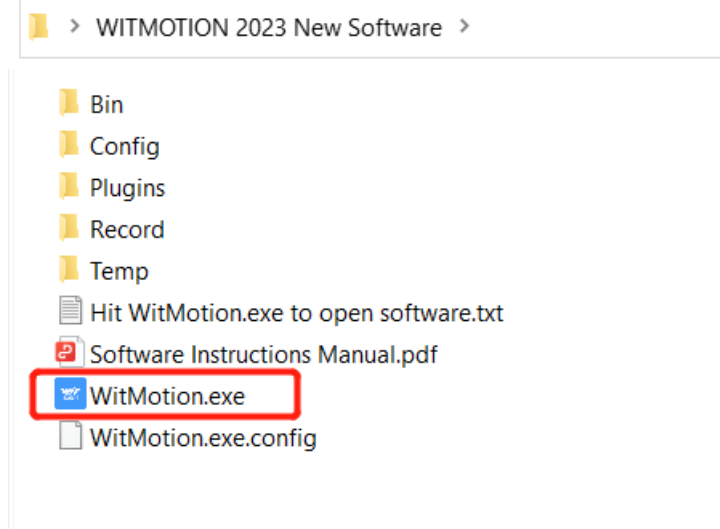 WITMOTION 2023 New Software
Bin
Config
Plugins
Record
Temp
Hit WitMotion.exe to open software.txt
Software Instructions Manual.pdf
WitMotion.exe
WitMotion.exe.config